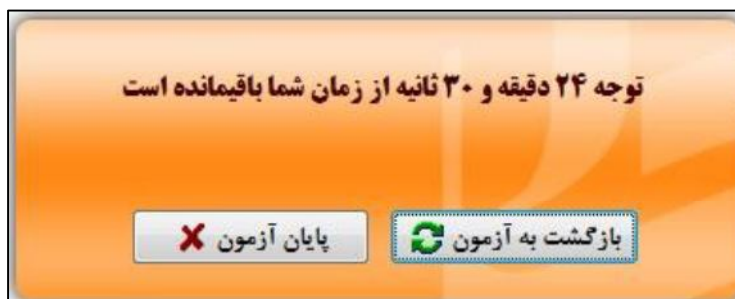 توجه ۲۴ دقیقه و ۳۰ ثانیه از زمان شما باقیمانده است
بازگشت به آزمون
پایان آزمون